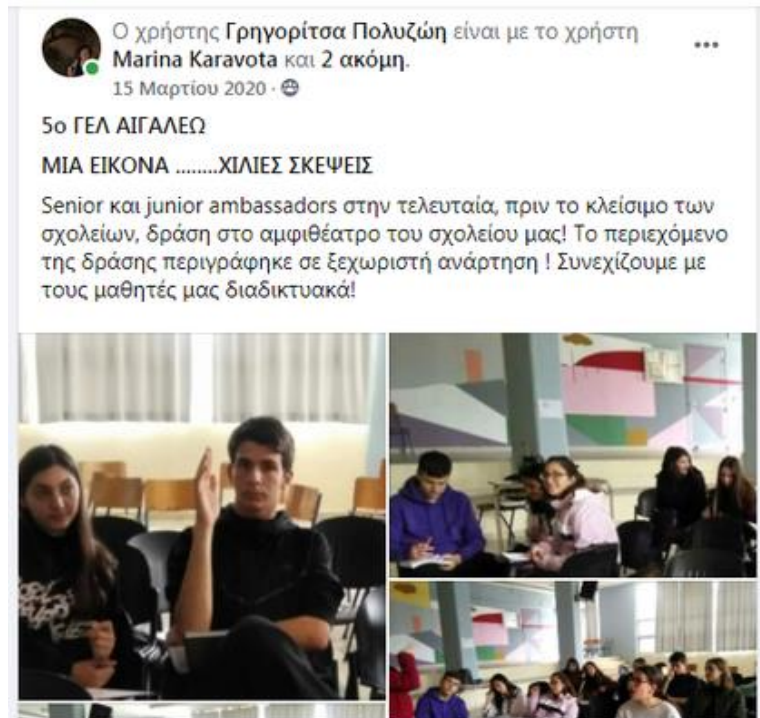 Ο χρήστης Γρηγορίτσα Πολυζώη είναι με το χρήστη
Marina Karavota και 2 ακόμη.
15 Μαρτίου 2020 ·
5ο ΓΕΛ ΑΙΓΑΛΕΩ
ΜΙΑ ΕΙΚΟΝΑ ........ΧΙΛΙΕΣ ΣΚΕΨΕΙΣ
Senior και junior ambassadors στην τελευταία, πριν το κλείσιμο των
σχολείων, δράση στο αμφιθέατρο του σχολείου μας! Το περιεχόμενο
της δράσης περιγράφηκε σε ξεχωριστή ανάρτηση ! Συνεχίζουμε με
τους μαθητές μας διαδικτυακά!